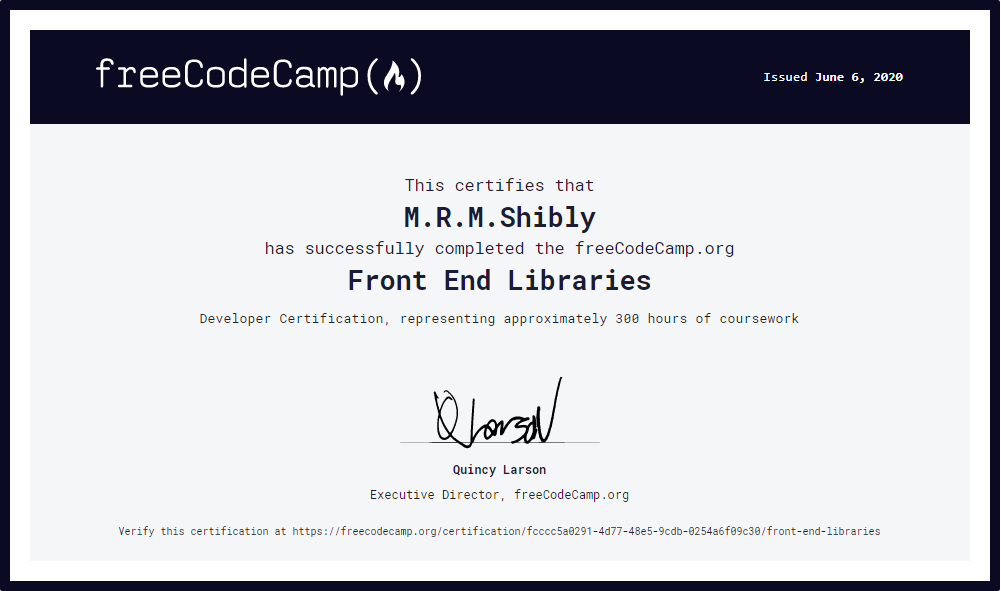 freeCodeCamp(🔥)
Issued June 6, 2020
This certifies that
M.R.M.Shibly
has successfully completed the freeCodeCamp.org
Front End Libraries
Developer Certification, representing approximately 300 hours of coursework
Q Larson
Quincy Larson
Executive Director, freeCodeCamp.org
Verify this certification at https://freecodecamp.org/certification/fcccc5a0291-4d77-48e5-9cdb-0254a6f09c30/front-end-libraries